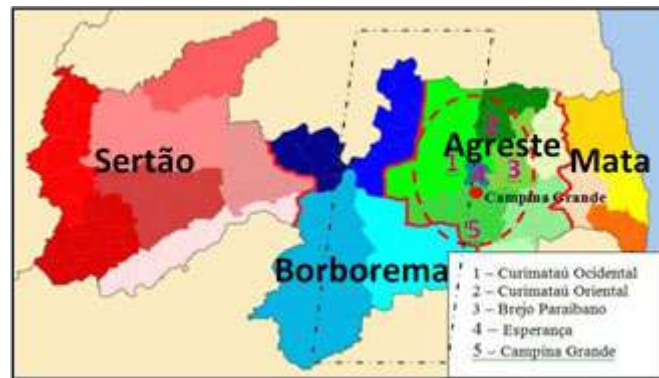 Sertão
Agreste
Mata
1
2
3
4
5
Campina Grande
Borborema
1 – Curimataú Ocidental
2 – Curimataú Oriental
3 – Brejo Paraibano
4 – Esperança
5 – Campina Grande